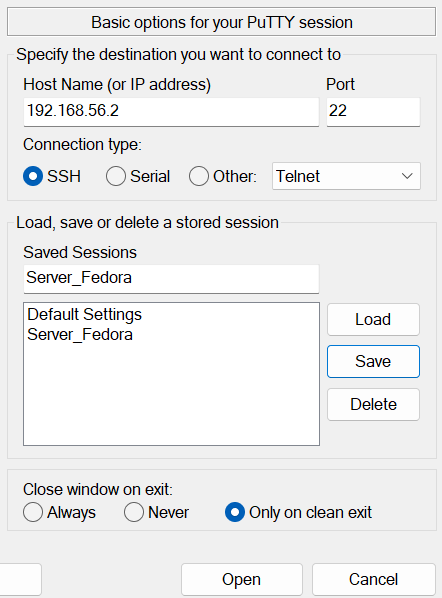 Basic options for your PuTTY session
Specify the destination you want to connect to
Host Name (or IP address) Port
192.168.56.2 22
Connection type:
SSH Serial Other: Telnet
Load, save or delete a stored session
Saved Sessions
Server_Fedora
Default Settings
Server_Fedora
Load
Save
Delete
Close window on exit:
Always Never Only on clean exit
Open Cancel